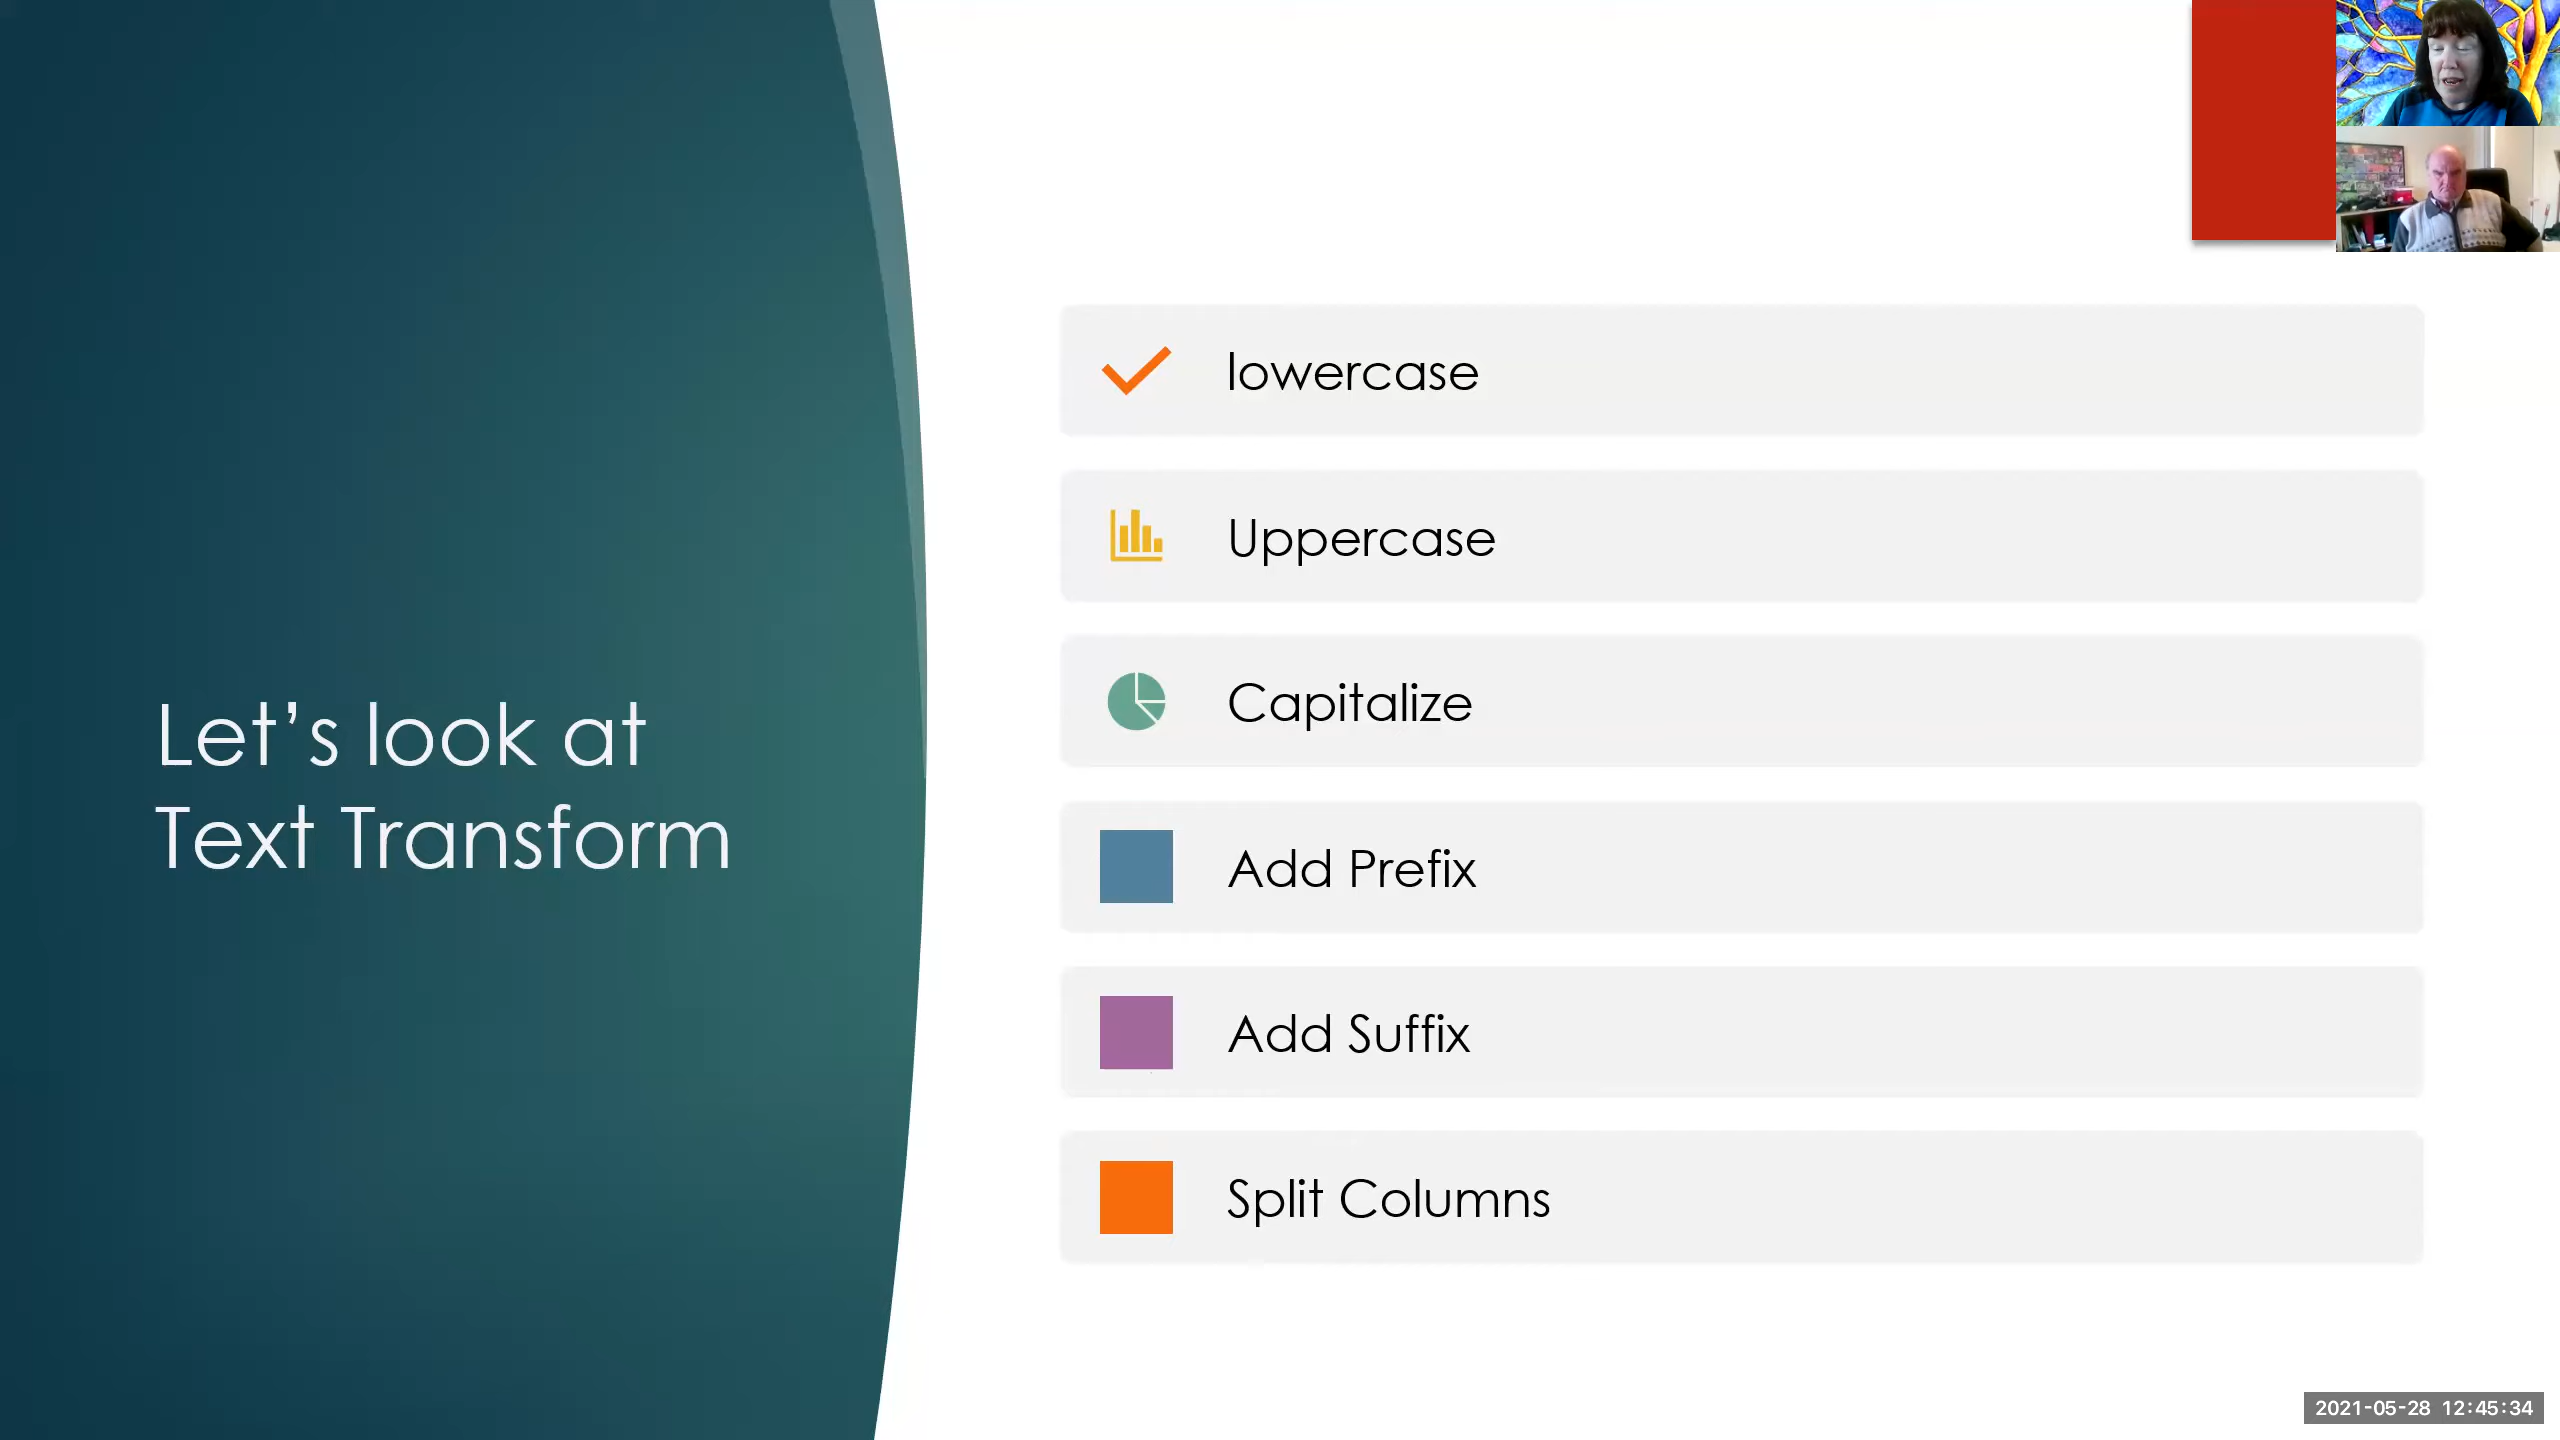 Let's look at
Text Transform
lowercase
Uppercase
Capitalize
Add Prefix
Add Suffix
Split Columns
2021-05-28 12:45:34